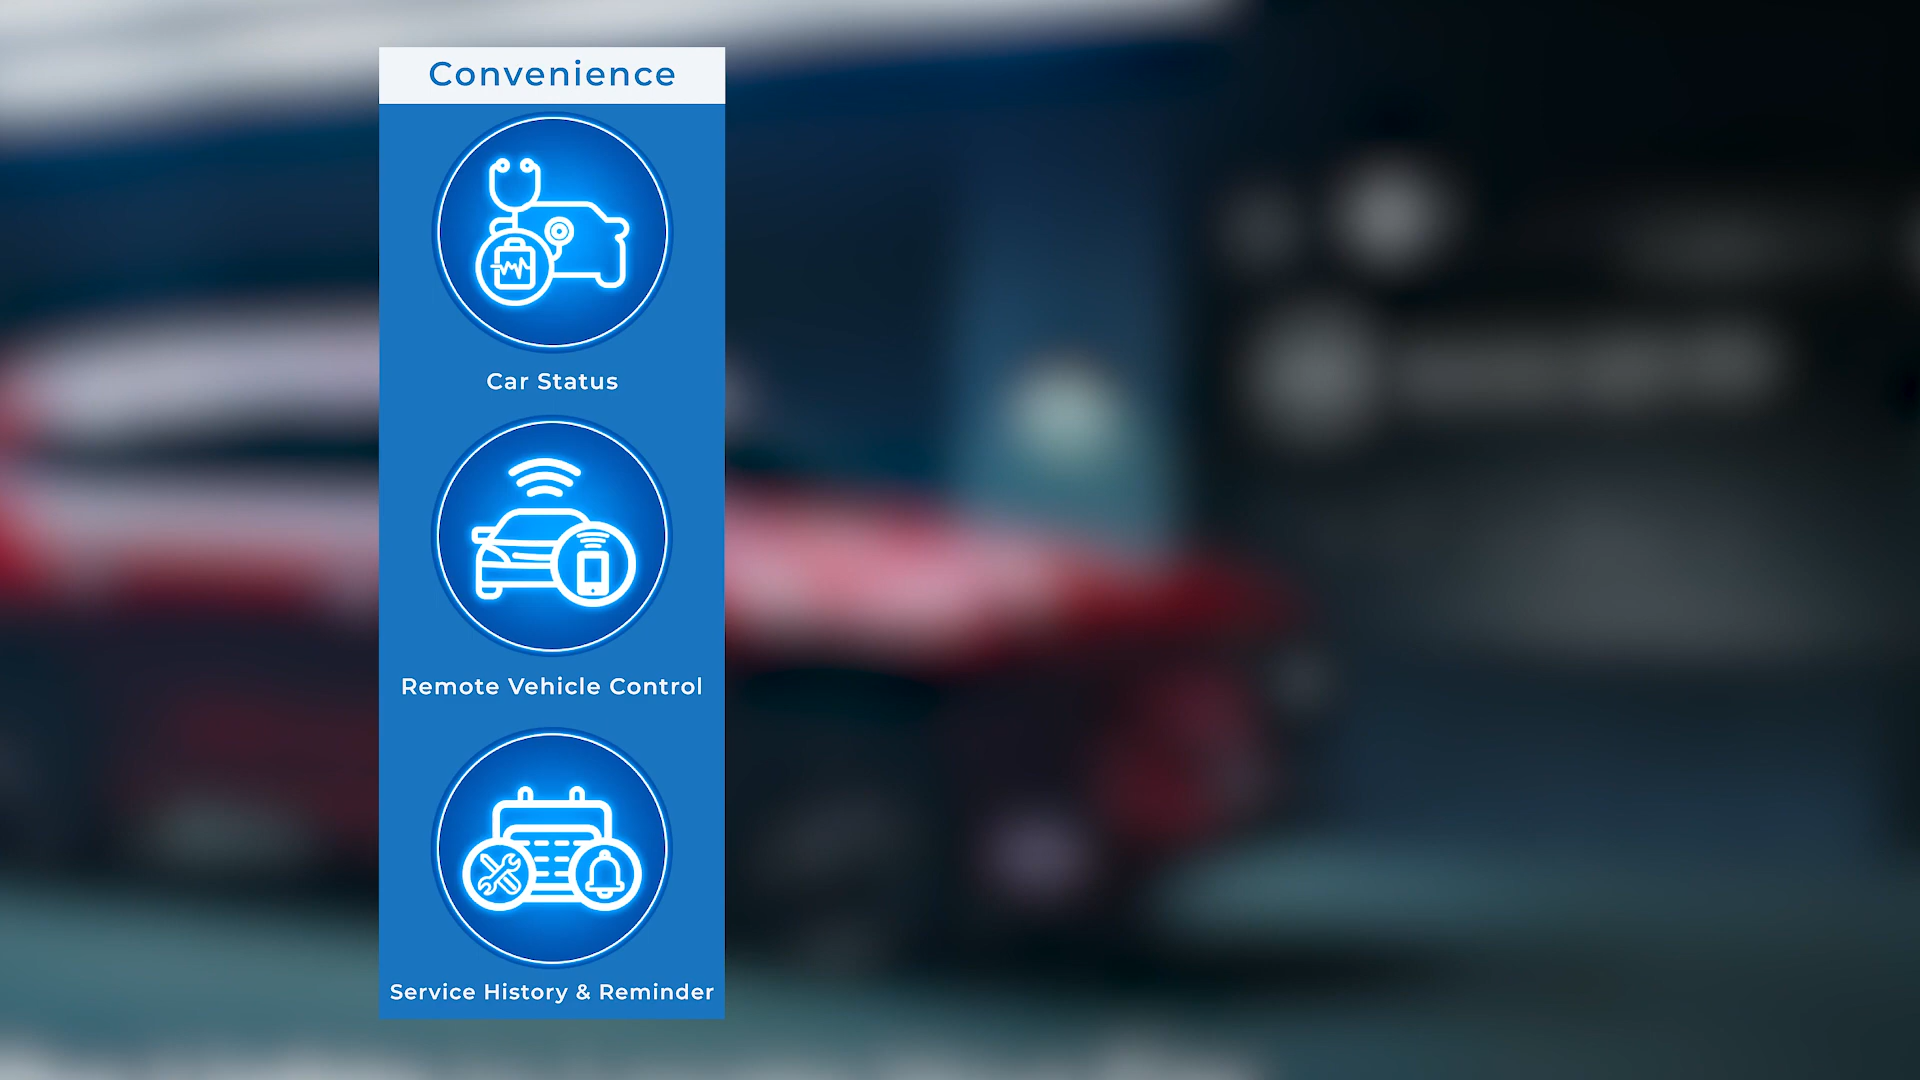 Convenience
Car Status
Remote Vehicle Control
Service History & Reminder